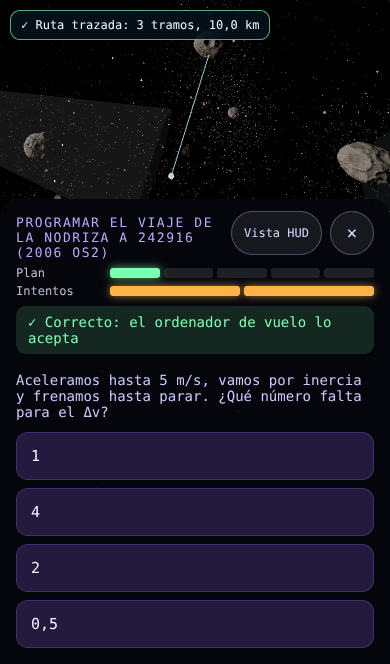 ✓ Ruta trazada: 3 tramos, 10,0 km
PROGRAMAR EL VIAJE DE
LA NODRIZA A 242916
(2006 OS2)
Vista HUD
✕
Plan
Intentos
✓ Correcto: el ordenador de vuelo lo
acepta
Aceleramos hasta 5 m/s, vamos por inercia
y frenamos hasta parar. ¿Qué número falta
para el Δv?
1
4
2
0,5